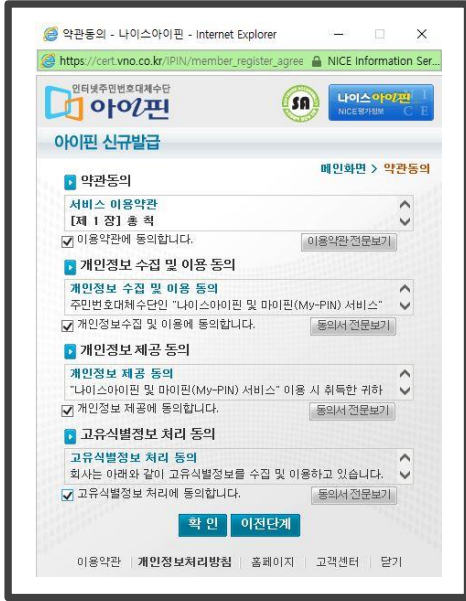 약관동의 - 나이스아이핀 - Internet Explorer
https://cert.vno.co.kr/IPIN/member_register_agree NICE Information Ser...
인터넷주민번호대체수단
아이핀
SA
나이스아이핀
NICE평가정보
아이핀 신규발급
메인화면 > 약관동의
약관동의
서비스 이용약관
[제 1 장] 총 칙
이용약관에 동의합니다.
이용약관 전문보기
개인정보 수집 및 이용 동의
개인정보 수집 및 이용 동의
주민번호대체수단인 "나이스아이핀 및 마이핀(My-PIN) 서비스"
개인정보수집 및 이용에 동의합니다.
동의서 전문보기
개인정보 제공 동의
개인정보 제공 동의
"나이스아이핀 및 마이핀(My-PIN) 서비스" 이용 시 취득한 귀하
개인정보 제공에 동의합니다.
동의서 전문보기
고유식별정보 처리 동의
고유식별정보 처리 동의
회사는 아래와 같이 고유식별정보를 수집 및 이용하고 있습니다.
고유식별정보 처리에 동의합니다.
동의서 전문보기
확 인 이전단계
이용약관 개인정보처리방침 홈페이지 고객센터 닫기